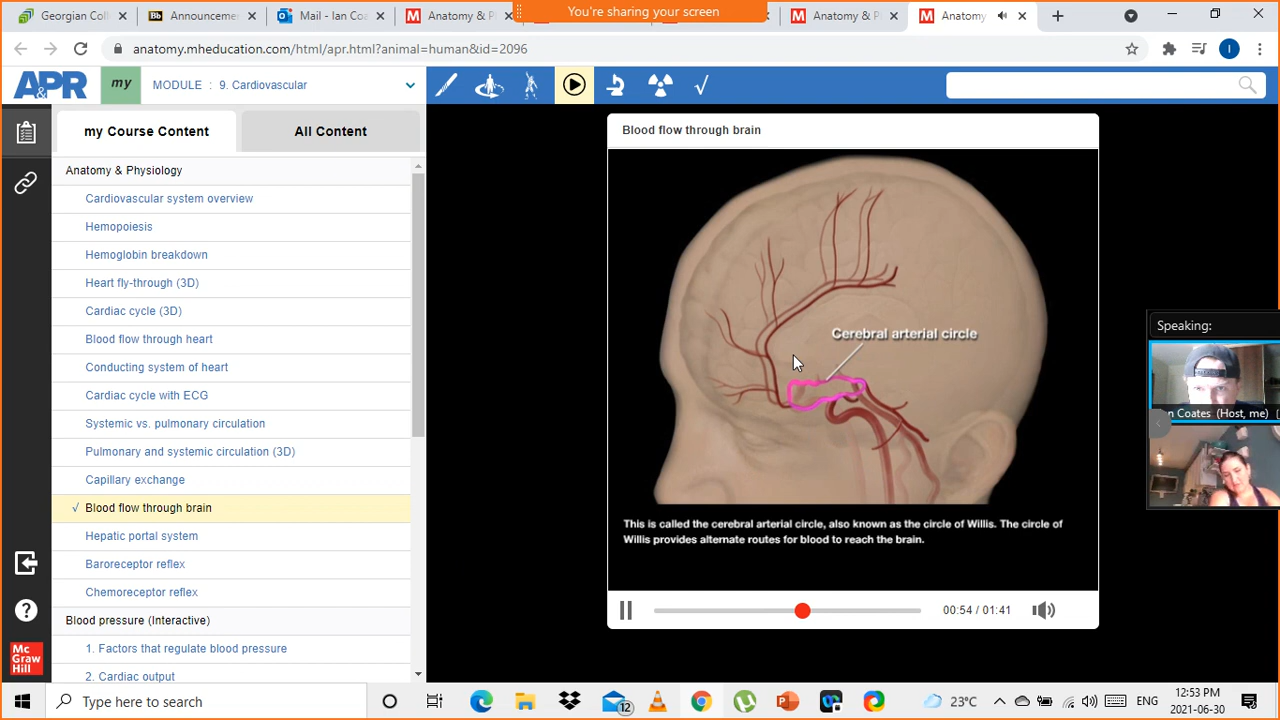 You're sharing your screen
Georgian Coll
Announcemen
Mail - Ian Coat
Anatomy & P
Anatomy & P
Anatomy
anatomy.mheducation.com/html/apr.html?animal=human&id=2096
A&PR
my
MODULE : 9. Cardiovascular
my Course Content
All Content
Anatomy & Physiology
Cardiovascular system overview
Hemopoiesis
Hemoglobin breakdown
Heart fly-through (3D)
Cardiac cycle (3D)
Blood flow through heart
Conducting system of heart
Cardiac cycle with ECG
Systemic vs. pulmonary circulation
Pulmonary and systemic circulation (3D)
Capillary exchange
√ Blood flow through brain
Hepatic portal system
Baroreceptor reflex
Chemoreceptor reflex
Blood pressure (Interactive)
1. Factors that regulate blood pressure
2. Cardiac output
Mc
Graw
Hill
Blood flow through brain
Cerebral arterial circle
This is called the cerebral arterial circle, also known as the circle of Willis. The circle of
Willis provides alternate routes for blood to reach the brain.
00:54 / 01:41
Speaking:
n Coates (Host, me)
Type here to search
12
23°C
ENG
12:53 PM
2021-06-30